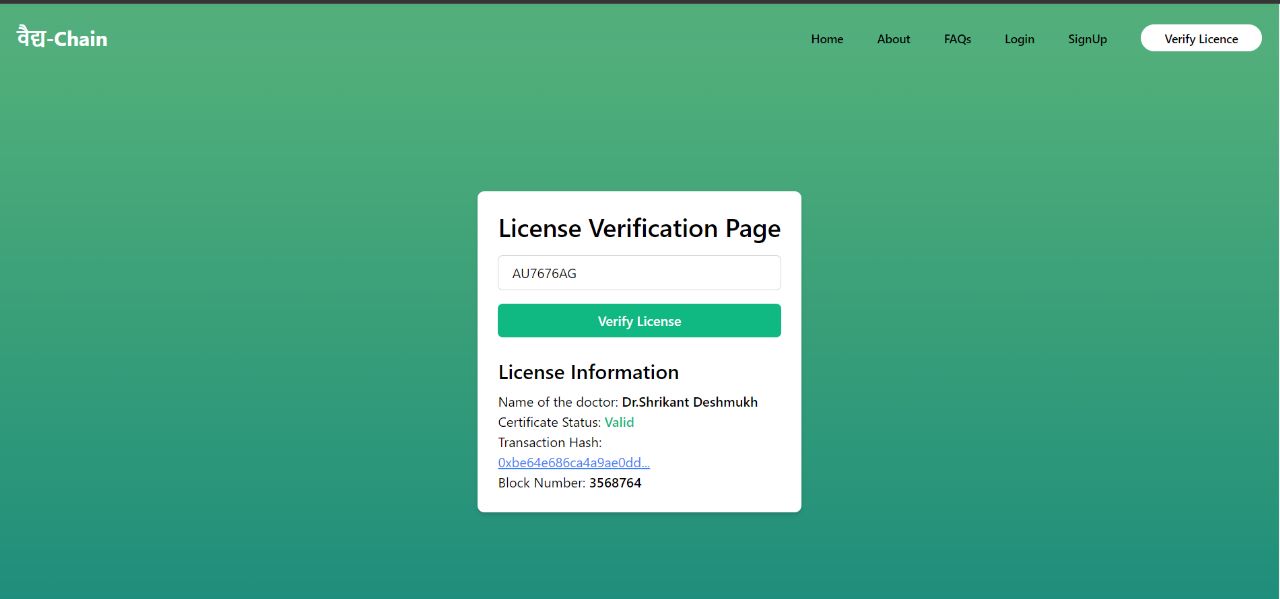 वैद्य-Chain
Home About FAQs Login SignUp Verify Licence
License Verification Page
AU7676AG
Verify License
License Information
Name of the doctor: Dr.Shrikant Deshmukh
Certificate Status: Valid
Transaction Hash:
0xbe64e686ca4a9ae0dd...
Block Number: 3568764